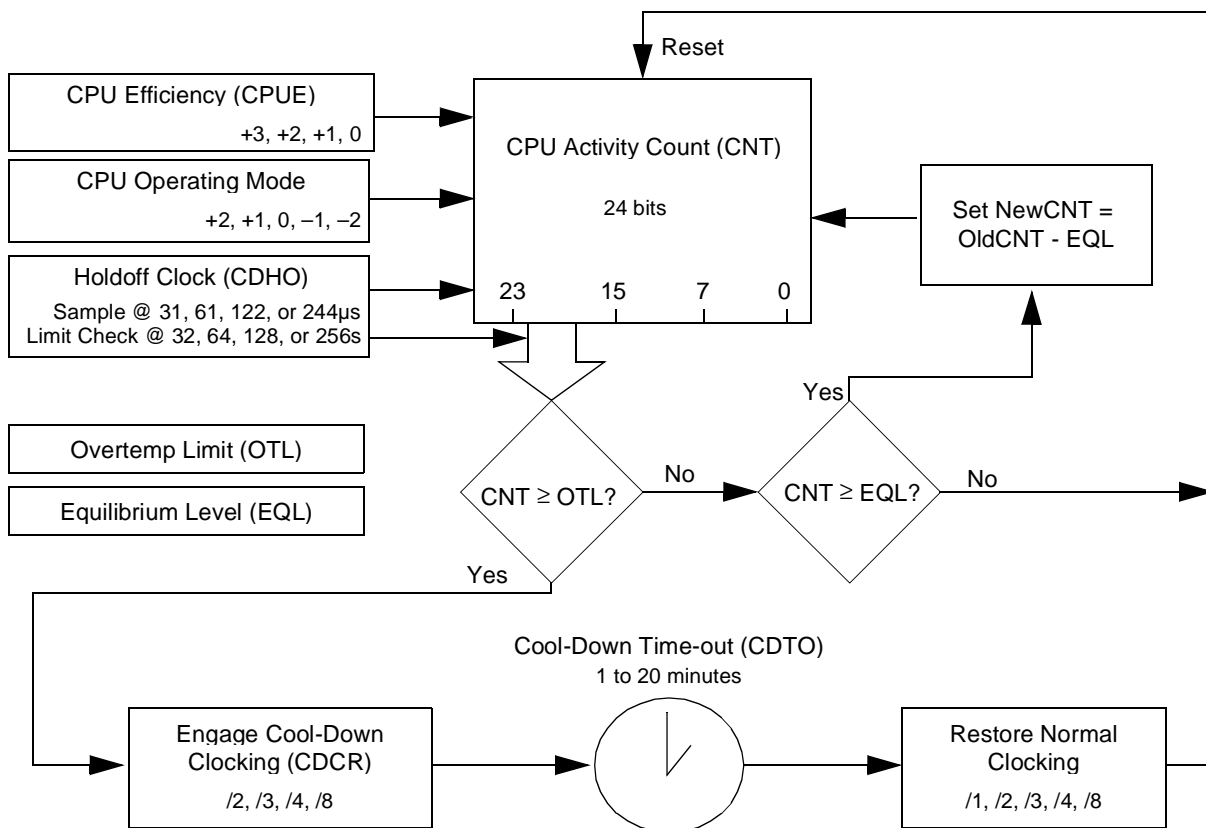 Reset
CPU Efficiency (CPUE)
+3, +2, +1, 0
CPU Operating Mode
+2, +1, 0, –1, –2
Holdoff Clock (CDHO)
Sample @ 31, 61, 122, or 244µs
Limit Check @ 32, 64, 128, or 256s
CPU Activity Count (CNT)
24 bits
23 15 7 0
Set NewCNT =
OldCNT - EQL
Overtemp Limit (OTL)
Equilibrium Level (EQL)
CNT ≥ OTL?
No
Yes
CNT ≥ EQL?
Yes
No
Cool-Down Time-out (CDTO)
1 to 20 minutes
Engage Cool-Down
Clocking (CDCR)
/2, /3, /4, /8
Restore Normal
Clocking
/1, /2, /3, /4, /8